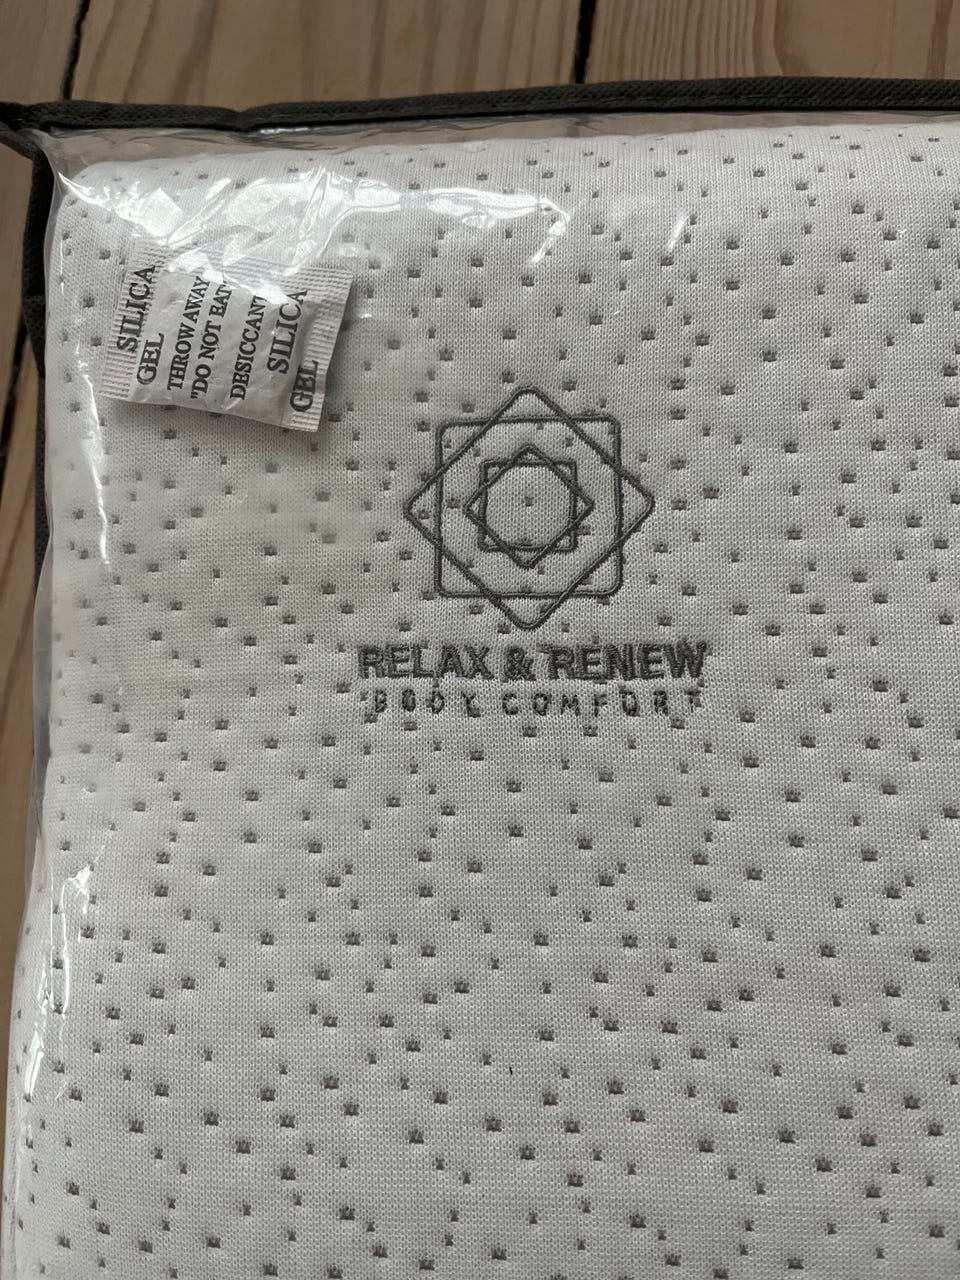 SILICA
GEL
THROW AWAY
"DO NOT EAT"
DESICCANT
SILICA
GEL
RELAX & RENEW
BODY COMFORT